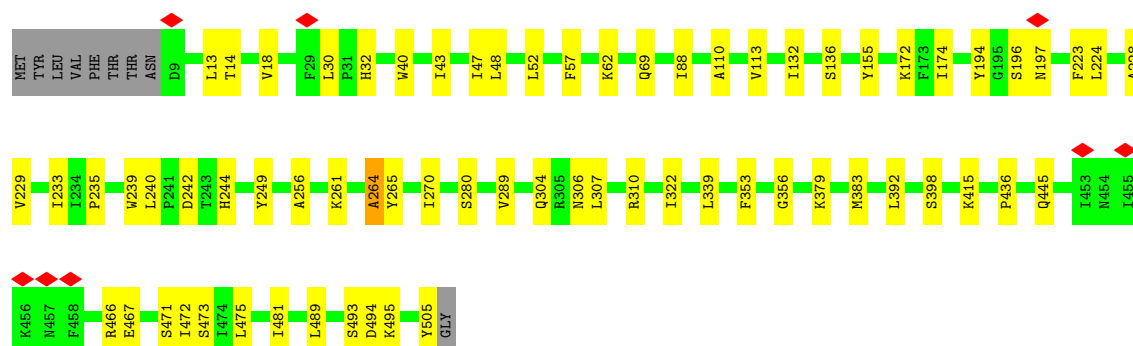 MET TYR LEU VAL PHE THR THR ASN D9 L13 T14 V18 F29 L30 P31 H32 W40 I43 I47 L48 L52 F57 K62 Q69 I88 A110 V113 I132 S136 Y155 K172 F173 I174 Y194 G195 S196 N197 F223 L224 A228
V229 I233 I234 P235 W239 L240 P241 D242 T243 H244 Y249 A256 K261 A264 Y265 I270 S280 V289 Q304 R305 N306 L307 R310 I322 L339 F353 G356 K379 M383 L392 S398 K415 P436 Q445 I453 N454 I455
K456 N457 F458 R466 E467 S471 I472 S473 I474 L475 I481 L489 S493 D494 K495 Y505 GLY